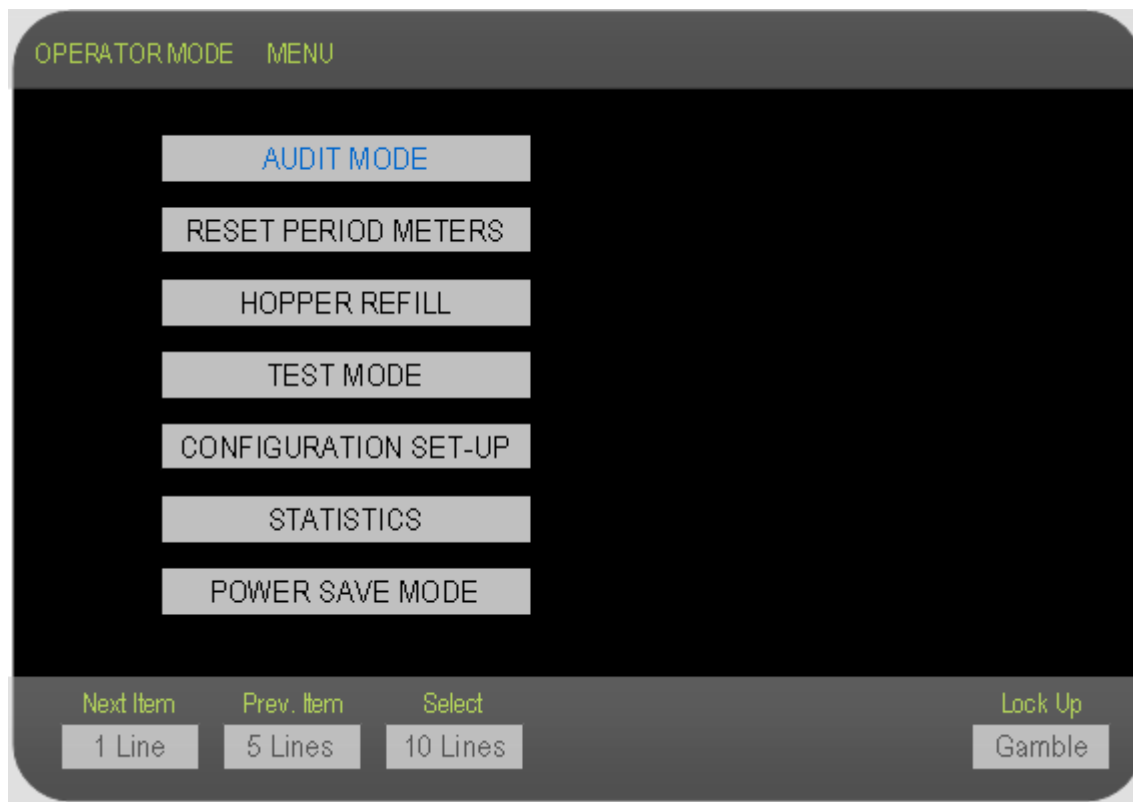 OPERATOR MODE MENU
AUDIT MODE
RESET PERIOD METERS
HOPPER REFILL
TEST MODE
CONFIGURATION SET-UP
STATISTICS
POWER SAVE MODE
Next Item Prev. Item Select Lock Up
1 Line 5 Lines 10 Lines Gamble